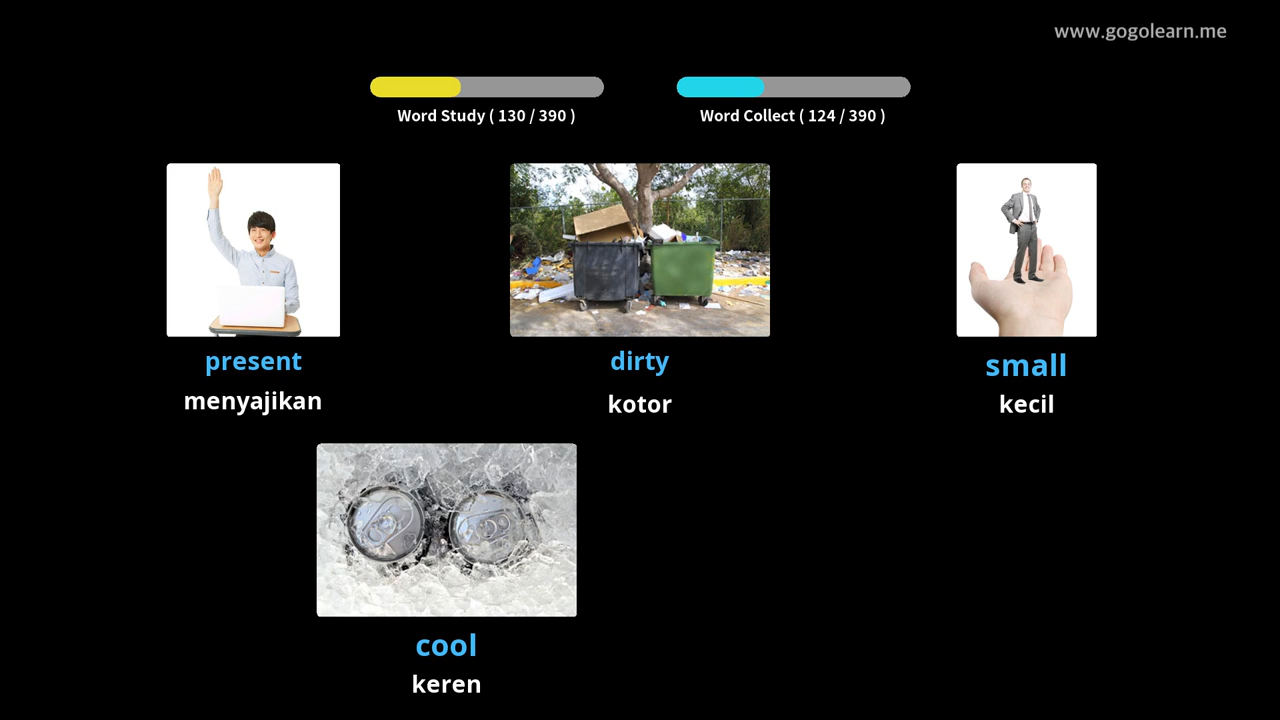 www.gogolearn.me
Word Study ( 130 / 390 )
Word Collect ( 124 / 390 )
present
menyajikan
dirty
kotor
small
kecil
cool
keren